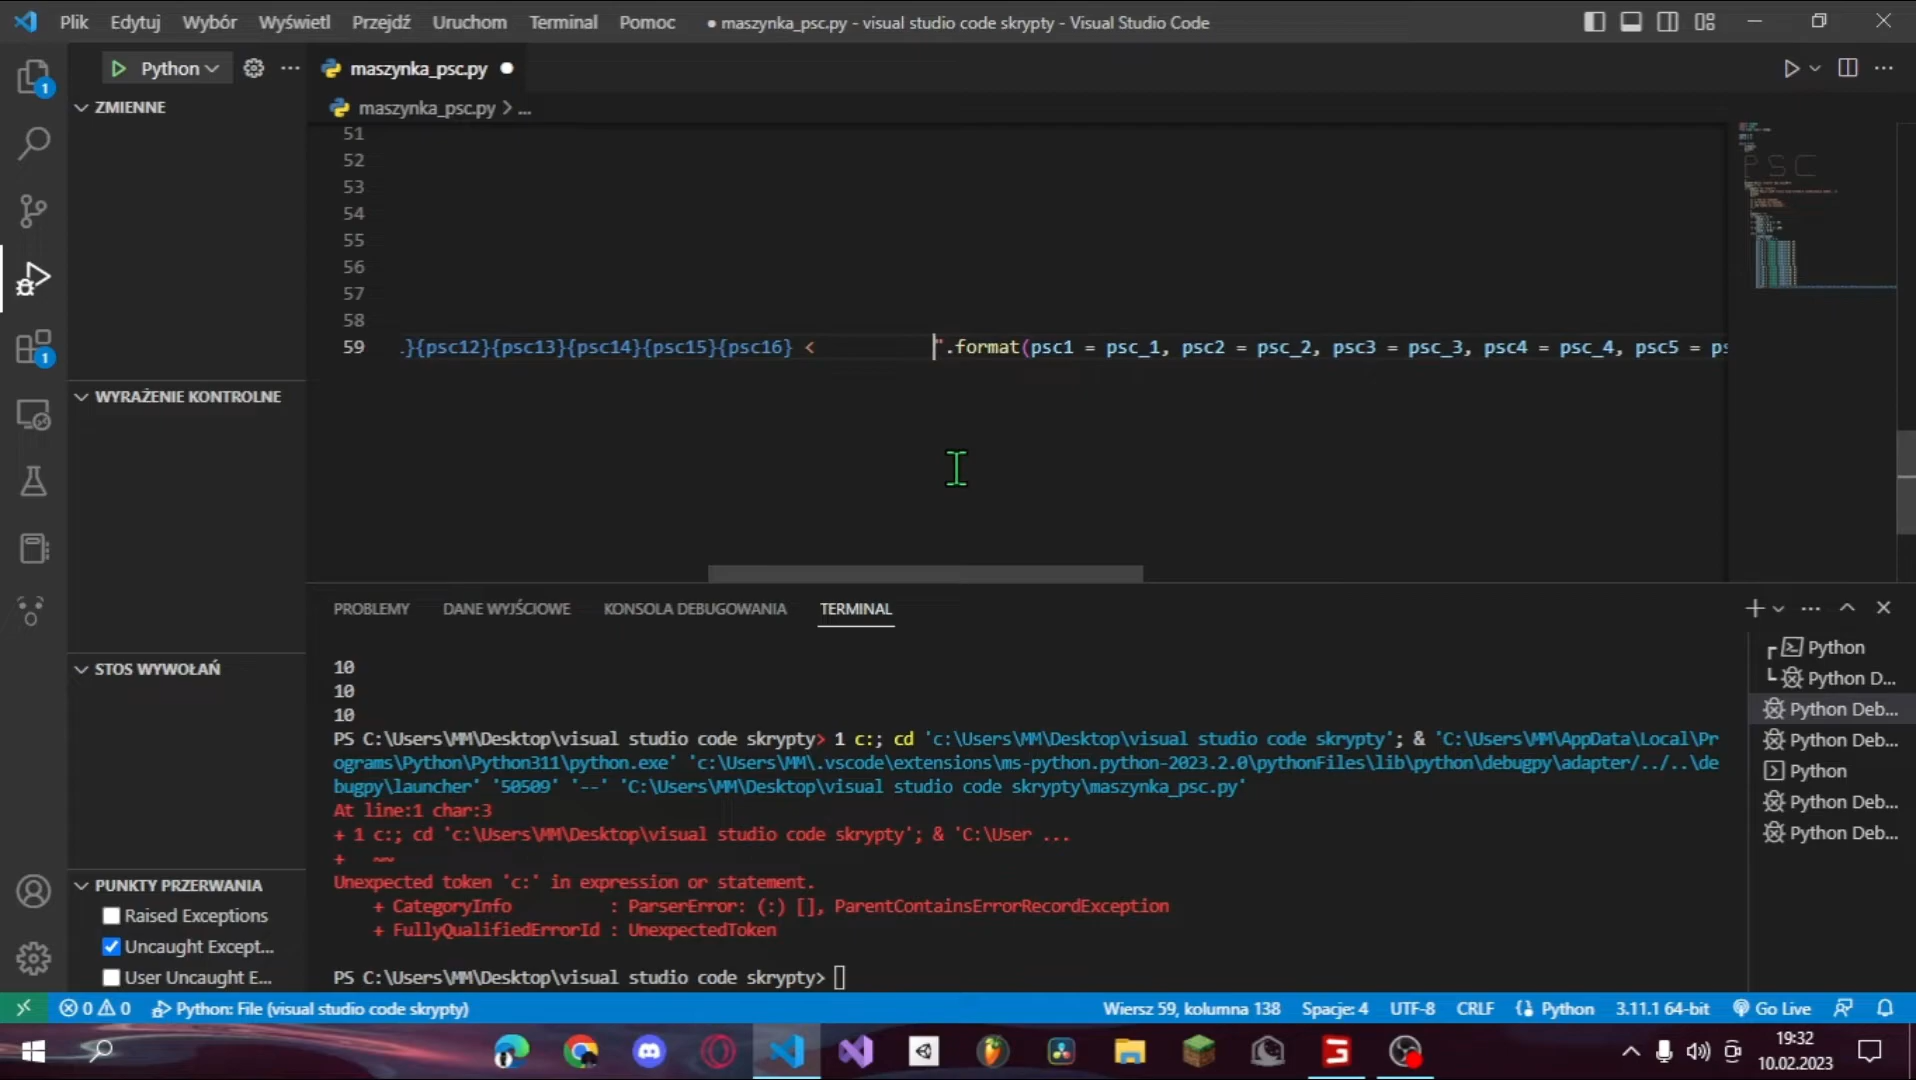 Plik Edytuj Wybór Wyświetl Przejdź Uruchom Terminal Pomoc ● maszynka_psc.py - visual studio code skrypty - Visual Studio Code
Python
maszynka_psc.py ●
1
ZMIENNE
maszynka_psc.py > ...
51
52
53
54
55
56
57
58
59 .}{psc12}{psc13}{psc14}{psc15}{psc16} < ".format(psc1 = psc_1, psc2 = psc_2, psc3 = psc_3, psc4 = psc_4, psc5 = ps
PSC
1
WYRAŻENIE KONTROLNE
STOS WYWOŁAŃ
PUNKTY PRZERWANIA
Raised Exceptions
Uncaught Except...
User Uncaught E...
PROBLEMY DANE WYJŚCIOWE KONSOLA DEBUGOWANIA TERMINAL
10
10
10
PS C:\Users\MM\Desktop\visual studio code skrypty> 1 c:; cd 'c:\Users\MM\Desktop\visual studio code skrypty'; & 'C:\Users\MM\AppData\Local\Pr
ograms\Python\Python311\python.exe' 'c:\Users\MM\.vscode\extensions\ms-python.python-2023.2.0\pythonFiles\lib\python\debugpy\adapter/../..\de
bugpy\launcher' '50509' '--' 'C:\Users\MM\Desktop\visual studio code skrypty\maszynka_psc.py'
At line:1 char:3
+ 1 c:; cd 'c:\Users\MM\Desktop\visual studio code skrypty'; & 'C:\User ...
+ ~~
Unexpected token 'c:' in expression or statement.
+ CategoryInfo : ParserError: (:) [], ParentContainsErrorRecordException
+ FullyQualifiedErrorId : UnexpectedToken
PS C:\Users\MM\Desktop\visual studio code skrypty>
Python
Python D...
Python Deb...
Python Deb...
Python
Python Deb...
Python Deb...
0 0 Python: File (visual studio code skrypty) Wiersz 59, kolumna 138 Spacje: 4 UTF-8 CRLF Python 3.11.1 64-bit Go Live
19:32
10.02.2023